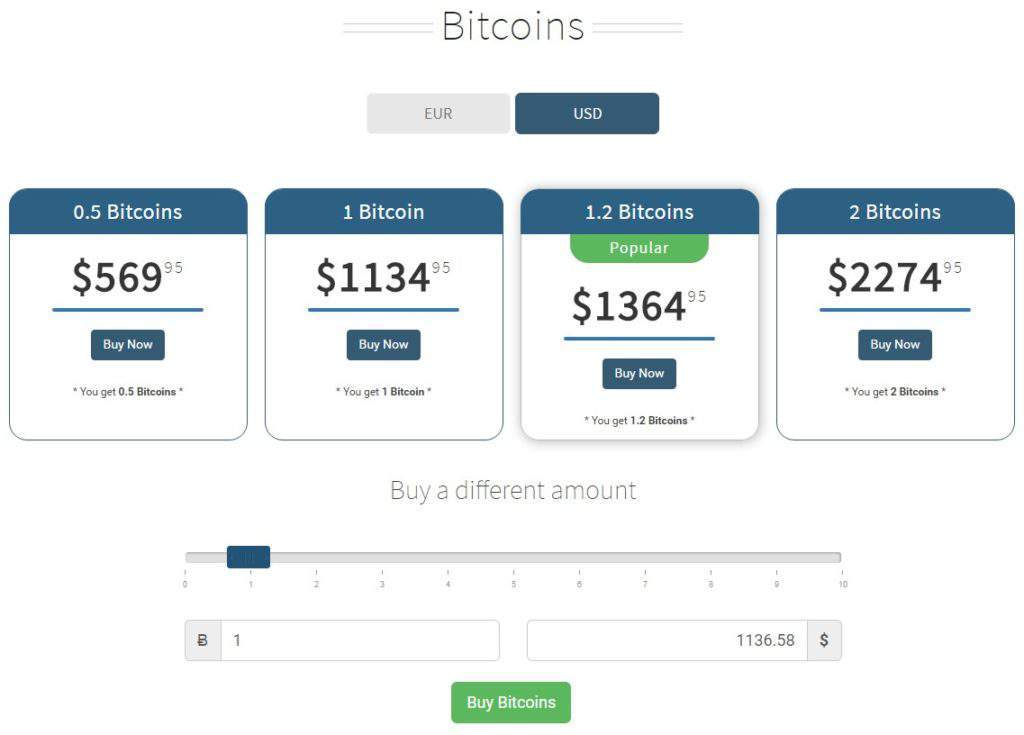 Bitcoins
EUR USD
0.5 Bitcoins
$569 95
Buy Now
* You get 0.5 Bitcoins *
1 Bitcoin
$1134 95
Buy Now
* You get 1 Bitcoin *
1.2 Bitcoins
Popular
$1364 95
Buy Now
* You get 1.2 Bitcoins *
2 Bitcoins
$2274 95
Buy Now
* You get 2 Bitcoins *
Buy a different amount
0 1 2 3 4 5 6 7 8 9 10
Ƀ 1
1136.58 $
Buy Bitcoins